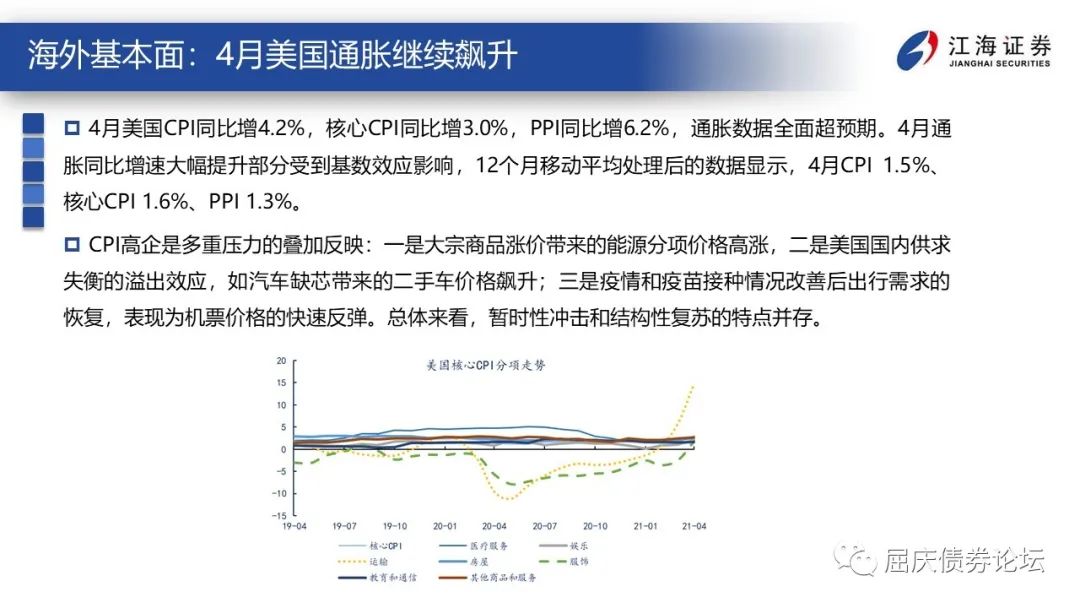 海外基本面：4月美国通胀继续飙升
江海证券
JIANGHAI SECURITIES
4月美国CPI同比增4.2%，核心CPI同比增3.0%，PPI同比增6.2%，通胀数据全面超预期。4月通
胀同比增速大幅提升部分受到基数效应影响，12个月移动平均处理后的数据显示，4月CPI 1.5%、
核心CPI 1.6%、PPI 1.3%。
CPI高企是多重压力的叠加反映：一是大宗商品涨价带来的能源分项价格高涨，二是美国国内供求
失衡的溢出效应，如汽车缺芯带来的二手车价格飙升；三是疫情和疫苗接种情况改善后出行需求的
恢复，表现为机票价格的快速反弹。总体来看，暂时性冲击和结构性复苏的特点并存。
美国核心CPI分项走势
20
15
10
5
0
-5
-10
-15
19-04 19-07 19-10 20-01 20-04 20-07 20-10 21-01 21-04
核心CPI 医疗服务 娱乐
运输 房屋 服饰
教育和通信 其他商品和服务
屈庆债券论坛